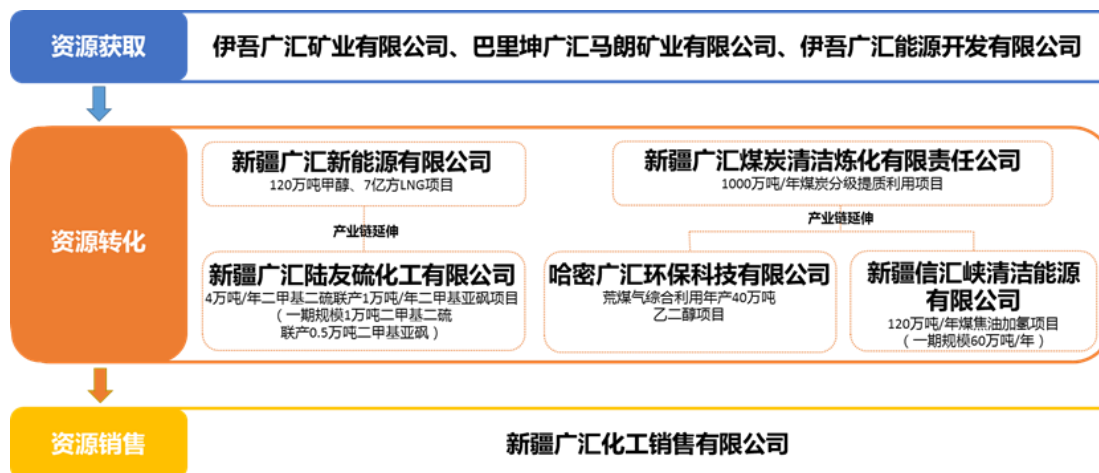 资源获取
伊吾广汇矿业有限公司、巴里坤广汇马朗矿业有限公司、伊吾广汇能源开发有限公司
资源转化
新疆广汇新能源有限公司
120万吨甲醇、7亿方LNG项目
产业链延伸
新疆广汇陆友硫化工有限公司
4万吨/年二甲基二硫联产1万吨/年二甲基亚砜项目
（一期规模1万吨二甲基二硫
联产0.5万吨二甲基亚砜）
新疆广汇煤炭清洁炼化有限责任公司
1000万吨/年煤炭分级提质利用项目
产业链延伸
哈密广汇环保科技有限公司
荒煤气综合利用年产40万吨
乙二醇项目
新疆信汇峡清洁能源
有限公司
120万吨/年煤焦油加氢项目
（一期规模60万吨/年）
资源销售
新疆广汇化工销售有限公司